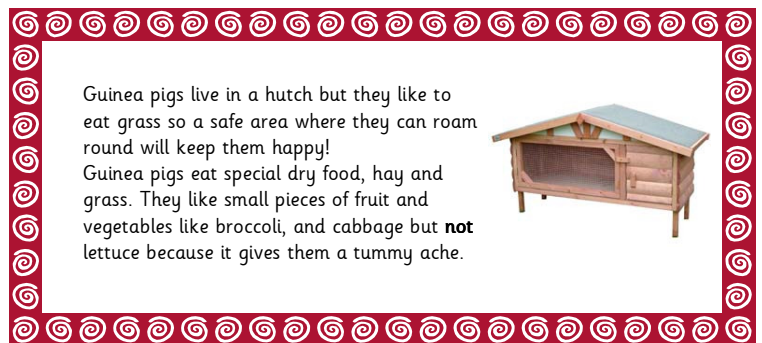 Guinea pigs live in a hutch but they like to
eat grass so a safe area where they can roam
round will keep them happy!
Guinea pigs eat special dry food, hay and
grass. They like small pieces of fruit and
vegetables like broccoli, and cabbage but not
lettuce because it gives them a tummy ache.